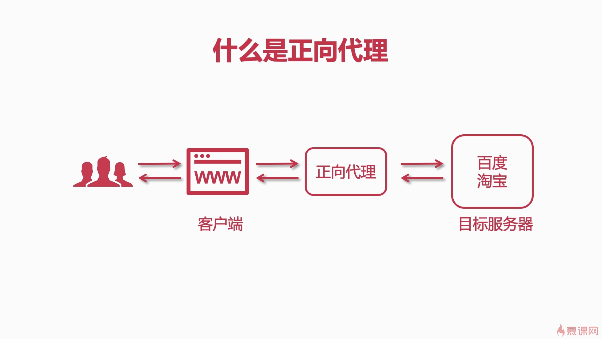 什么是正向代理
WWW
正向代理
百度
淘宝
客户端
目标服务器
慕课网